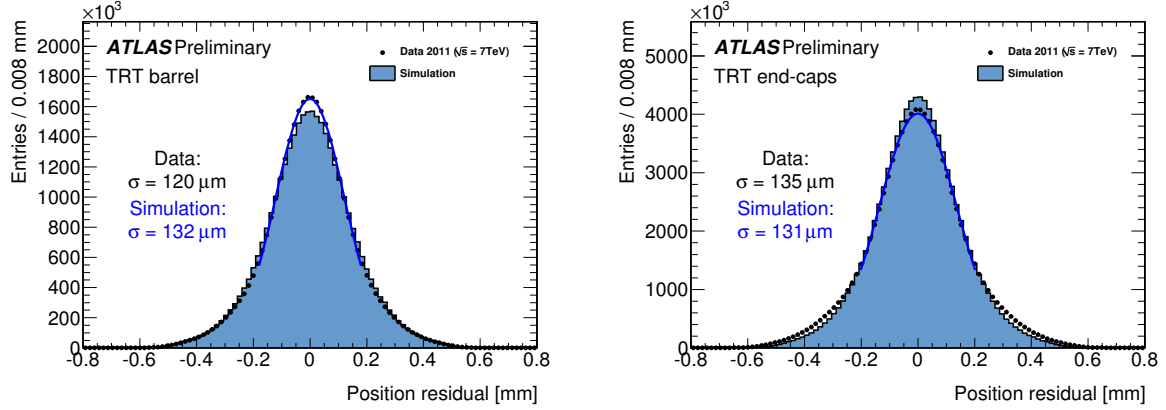 ×10³
ATLAS Preliminary
TRT barrel
Data 2011 (√s = 7TeV)
Simulation
Data:
σ = 120 μm
Simulation:
σ = 132 μm
Entries / 0.008 mm
2000
1800
1600
1400
1200
1000
800
600
400
200
0
-0.8 -0.6 -0.4 -0.2 0 0.2 0.4 0.6 0.8
Position residual [mm]
×10³
ATLAS Preliminary
TRT end-caps
Data 2011 (√s = 7TeV)
Simulation
Data:
σ = 135 μm
Simulation:
σ = 131 μm
Entries / 0.008 mm
5000
4000
3000
2000
1000
0
-0.8 -0.6 -0.4 -0.2 0 0.2 0.4 0.6 0.8
Position residual [mm]